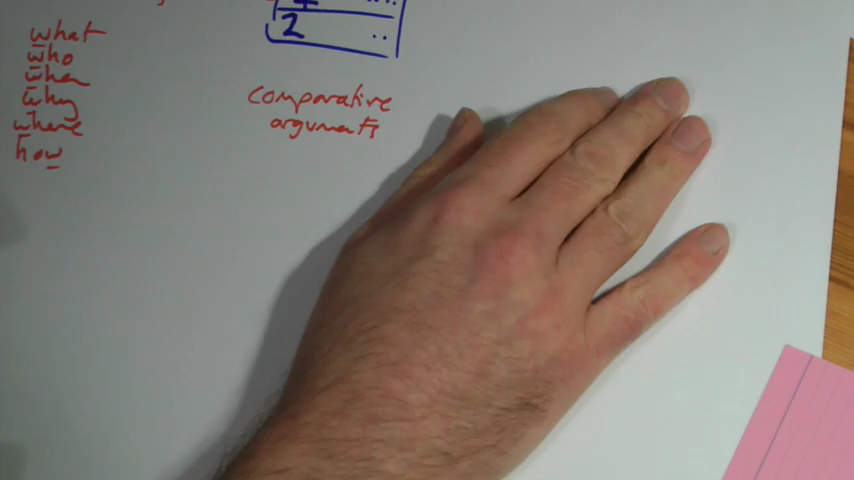 what
who
when
why
where
how
2 ..
comparative
arguments